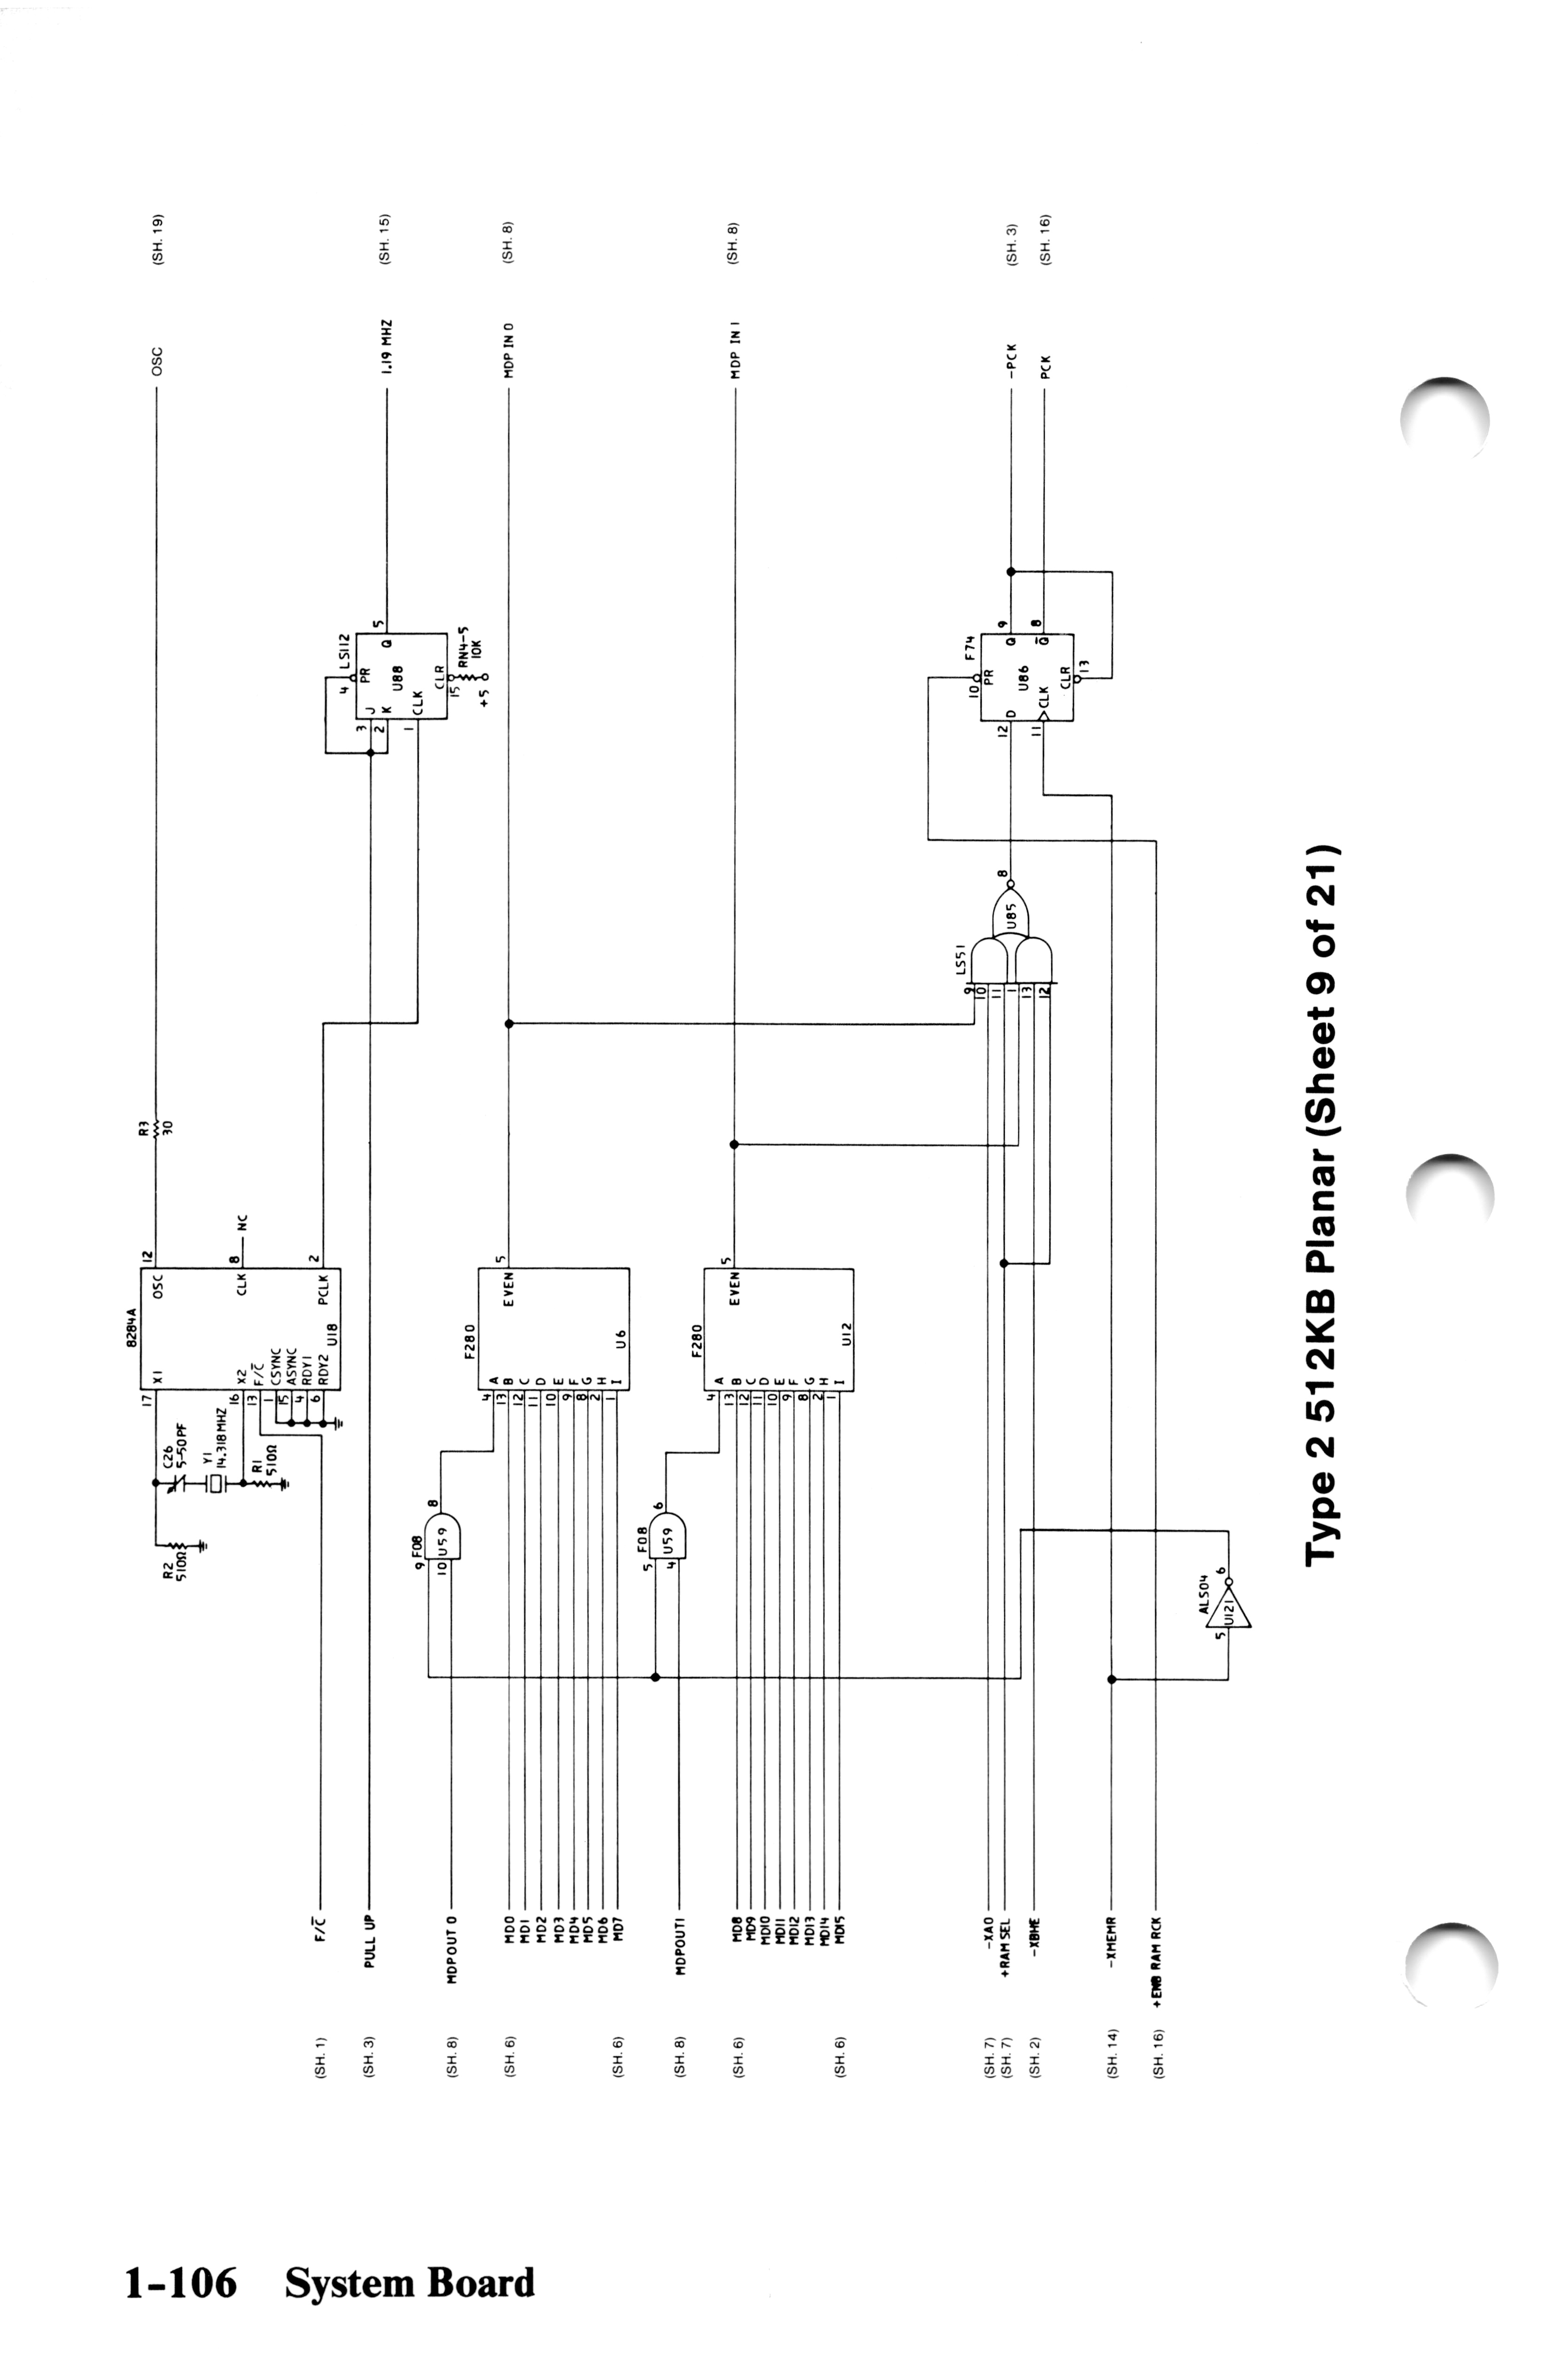 (SH. 19)
OSC
R3
30
8284A
17
X1
OSC
12
16
X2
CLK
8
NC
13
F/C̅
1
CSYNC
15
ASYNC
4
RDY1
6
RDY2
PCLK
2
U18
C26
5-50PF
Y1
14.318MHZ
R1
510Ω
R2
510Ω
(SH. 1)
F/C̅
(SH. 3)
PULL UP
LS112
4
PR
3
J
2
K
1
CLK
U88
Q
5
CLR
15
RN4-5
10K
+5
1.19 MHZ
(SH. 15)
(SH. 8)
MDPOUT 0
9
F08
10
U59
8
F280
(SH. 6)
MD0
MD1
MD2
MD3
MD4
MD5
MD6
(SH. 6)
MD7
4
A
13
B
12
C
11
D
10
E
9
F
8
G
2
H
1
I
EVEN
5
U6
MDP IN 0
(SH. 8)
(SH. 8)
MDPOUT1
5
F08
4
U59
6
F280
(SH. 6)
MD8
MD9
MD10
MD11
MD12
MD13
MD14
(SH. 6)
MD15
4
A
13
B
12
C
11
D
10
E
9
F
8
G
2
H
1
I
EVEN
5
U12
MDP IN 1
(SH. 8)
(SH. 7)
-XA0
(SH. 7)
+RAM SEL
(SH. 2)
-XBHE
LS51
9
10
11
1
13
12
U85
8
F74
10
PR
12
D
11
CLK
U86
Q
9
Q̅
8
CLR
13
-PCK
(SH. 3)
PCK
(SH. 16)
(SH. 14)
-XMEMR
(SH. 16)
+ENB RAM RCK
ALS04
5
U121
6
Type 2 512KB Planar (Sheet 9 of 21)
1-106 System Board